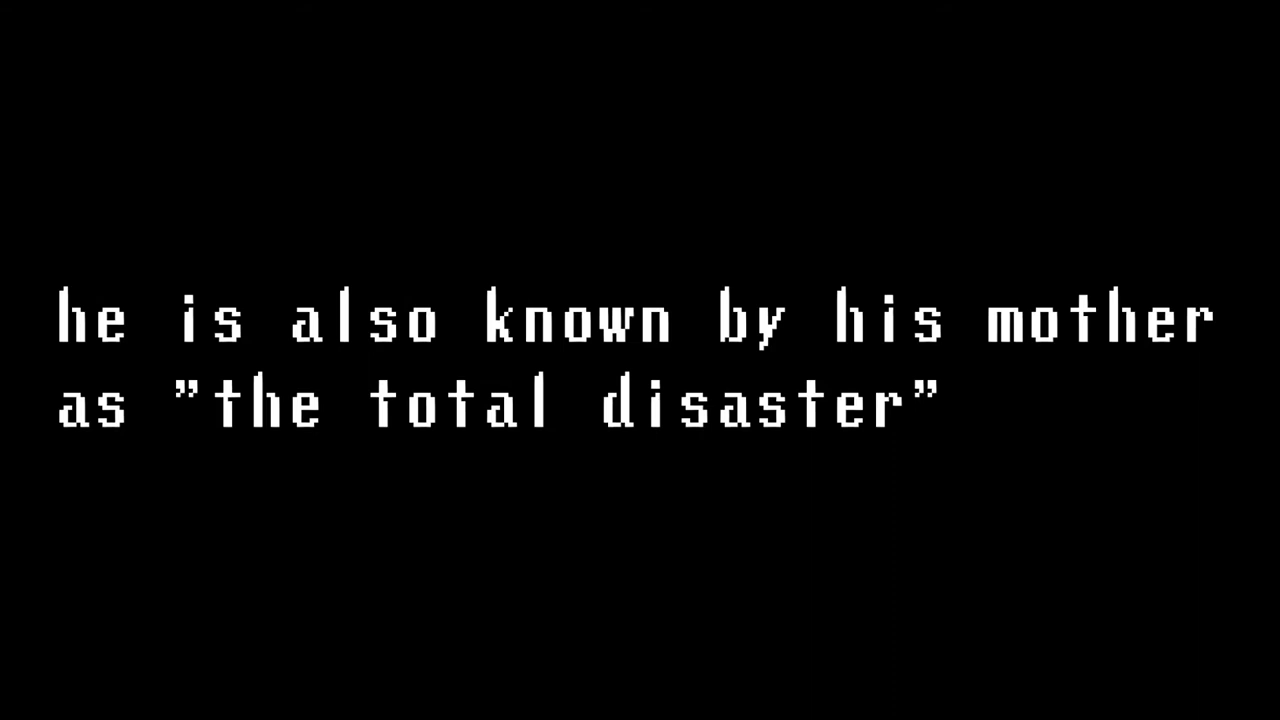 he is also known by his mother
as "the total disaster"